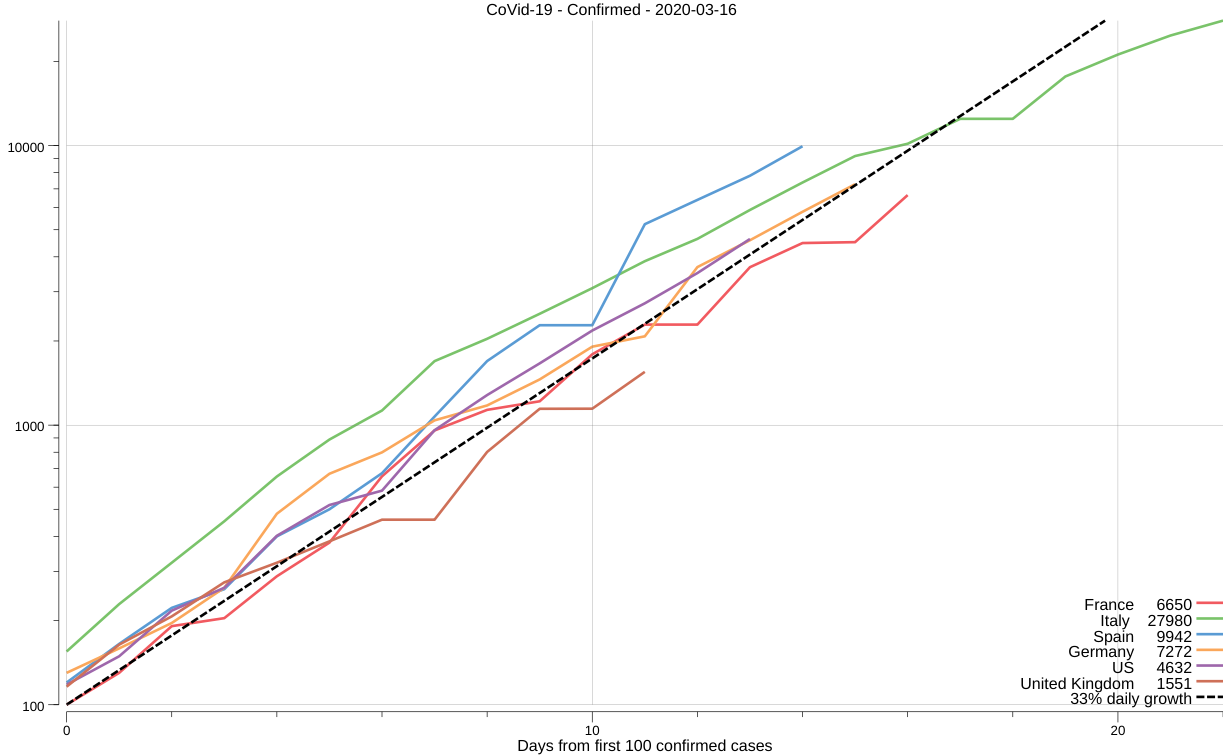 CoVid-19 - Confirmed - 2020-03-16
10000
1000
100
France 6650
Italy 27980
Spain 9942
Germany 7272
US 4632
United Kingdom 1551
33% daily growth
0 10 20
Days from first 100 confirmed cases